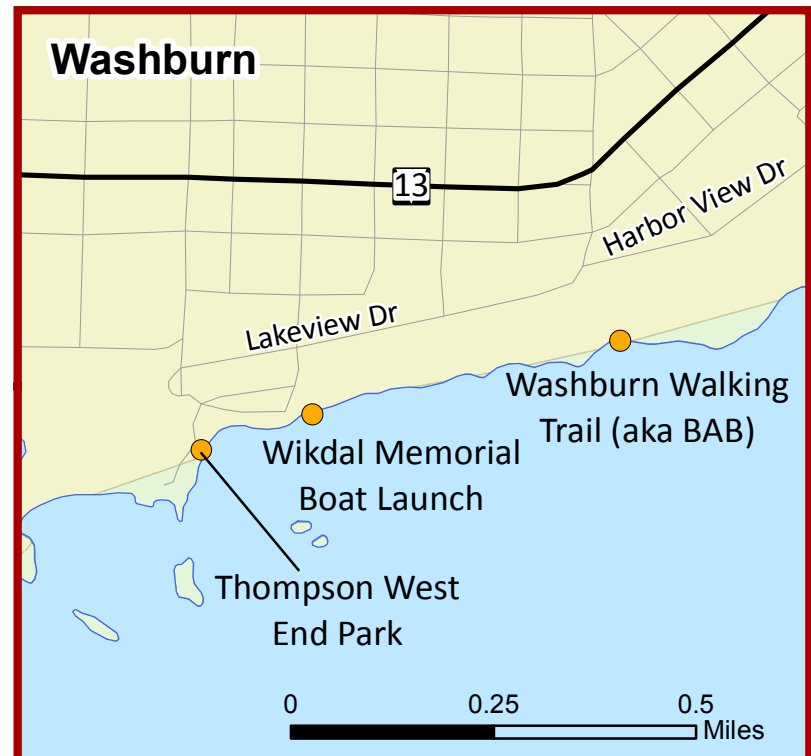 Washburn
13
Harbor View Dr
Lakeview Dr
Washburn Walking
Trail (aka BAB)
Wikdal Memorial
Boat Launch
Thompson West
End Park
0 0.25 0.5
Miles